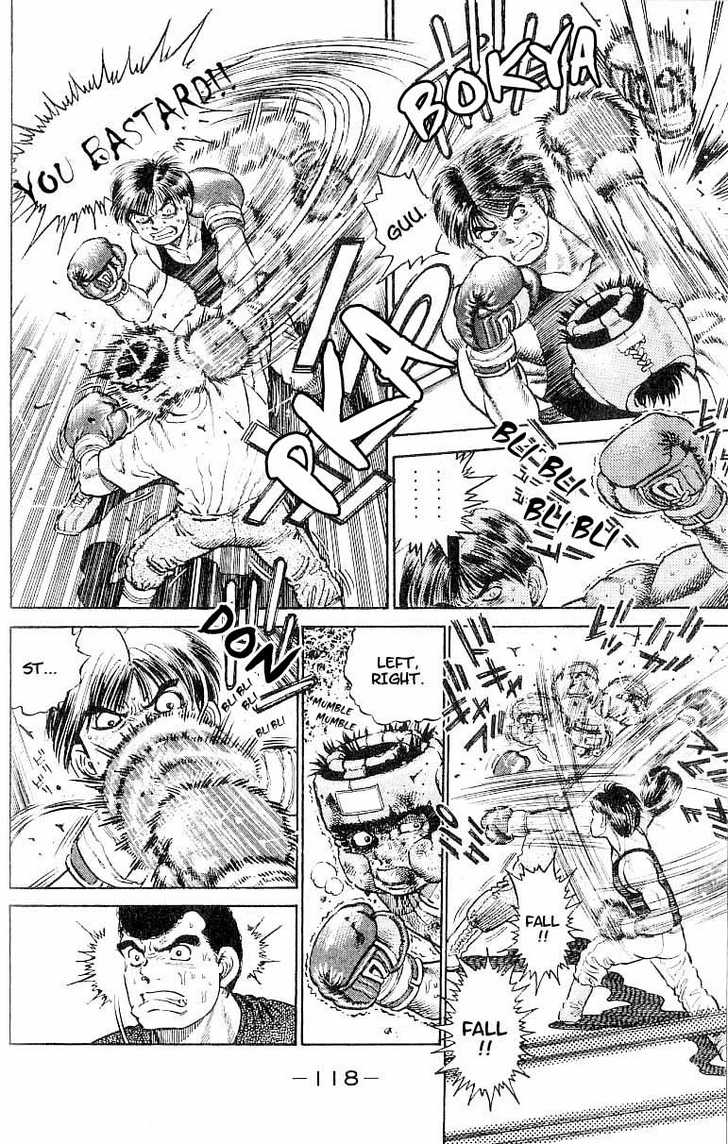 BOKYA
GUU.
YOU BASTARD!!
PKA
BLI BLI
BLI BLI
......
......
LEFT,
RIGHT.
MUMBLE
MUMBLE
DON
BLI BLI
BLI
BLI BLI
ST...
FALL
!!
FALL
!!
-118-